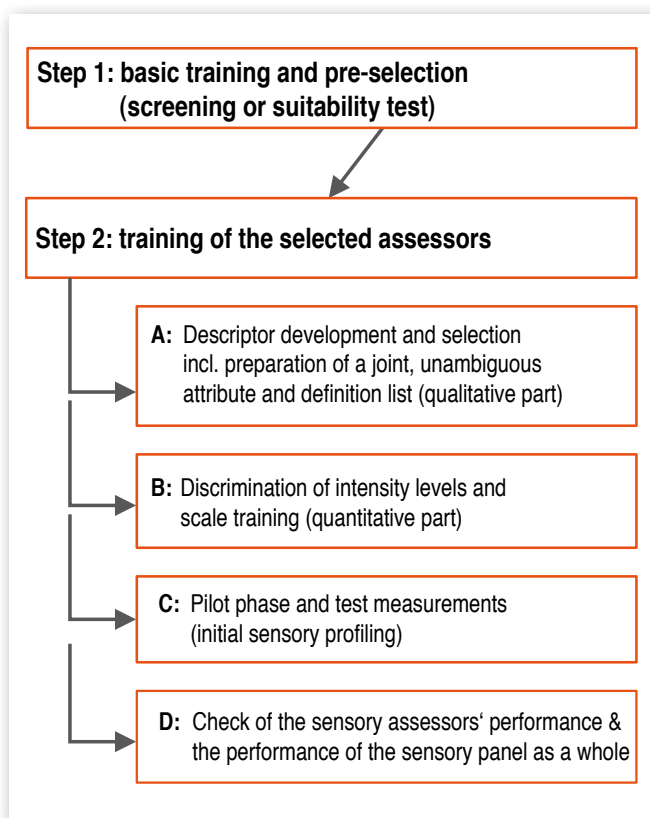 Step 1: basic training and pre-selection
(screening or suitability test)
Step 2: training of the selected assessors
A: Descriptor development and selection
incl. preparation of a joint, unambiguous
attribute and definition list (qualitative part)
B: Discrimination of intensity levels and
scale training (quantitative part)
C: Pilot phase and test measurements
(initial sensory profiling)
D: Check of the sensory assessors‘ performance &
the performance of the sensory panel as a whole